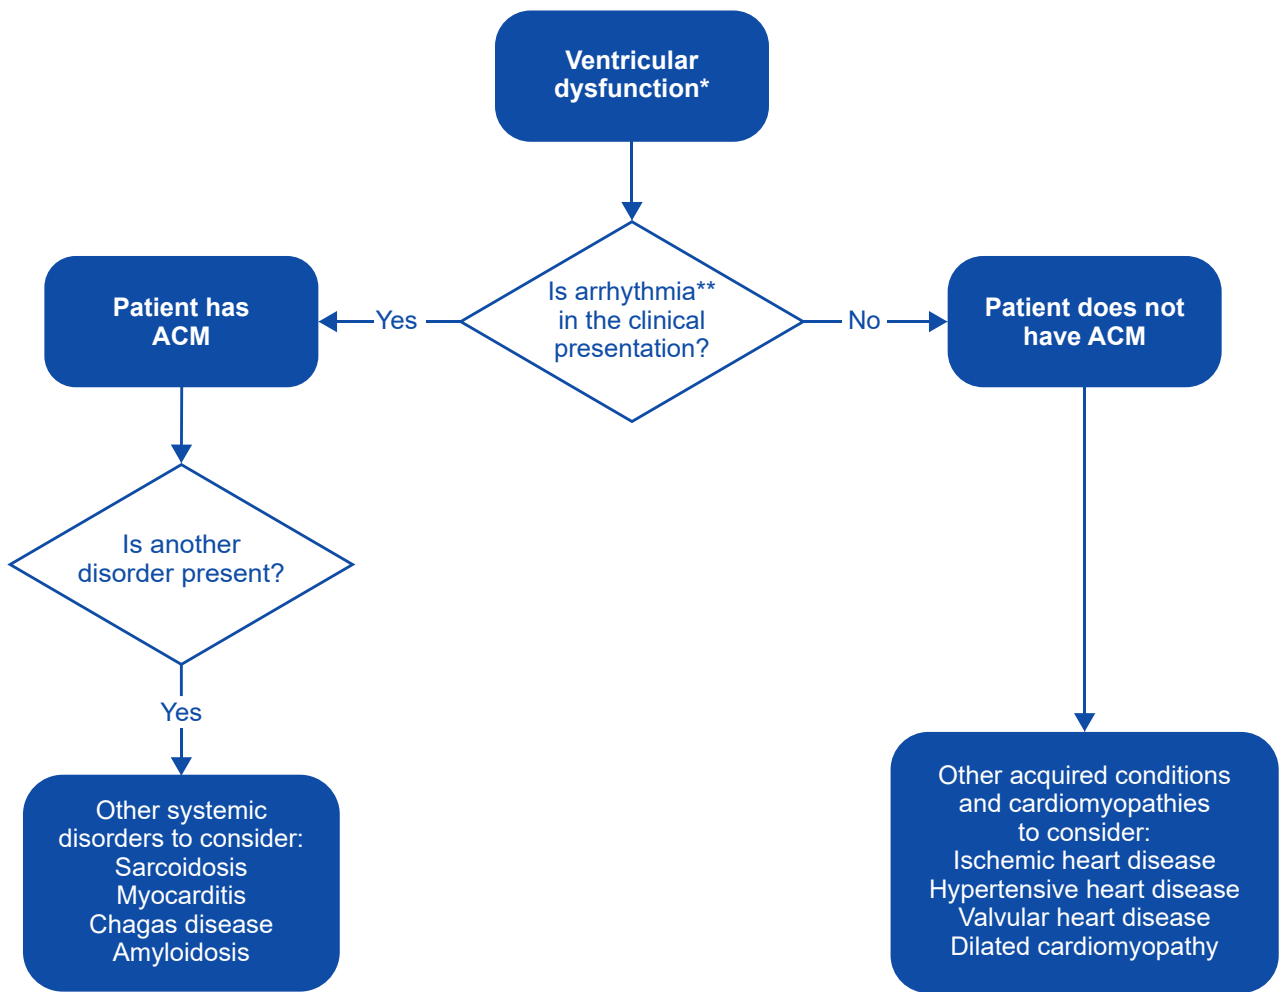 Ventricular
dysfunction*
Is arrhythmia**
in the clinical
presentation?
Yes
No
Patient has
ACM
Patient does not
have ACM
Is another
disorder present?
Yes
Other systemic
disorders to consider:
Sarcoidosis
Myocarditis
Chagas disease
Amyloidosis
Other acquired conditions
and cardiomyopathies
to consider:
Ischemic heart disease
Hypertensive heart disease
Valvular heart disease
Dilated cardiomyopathy